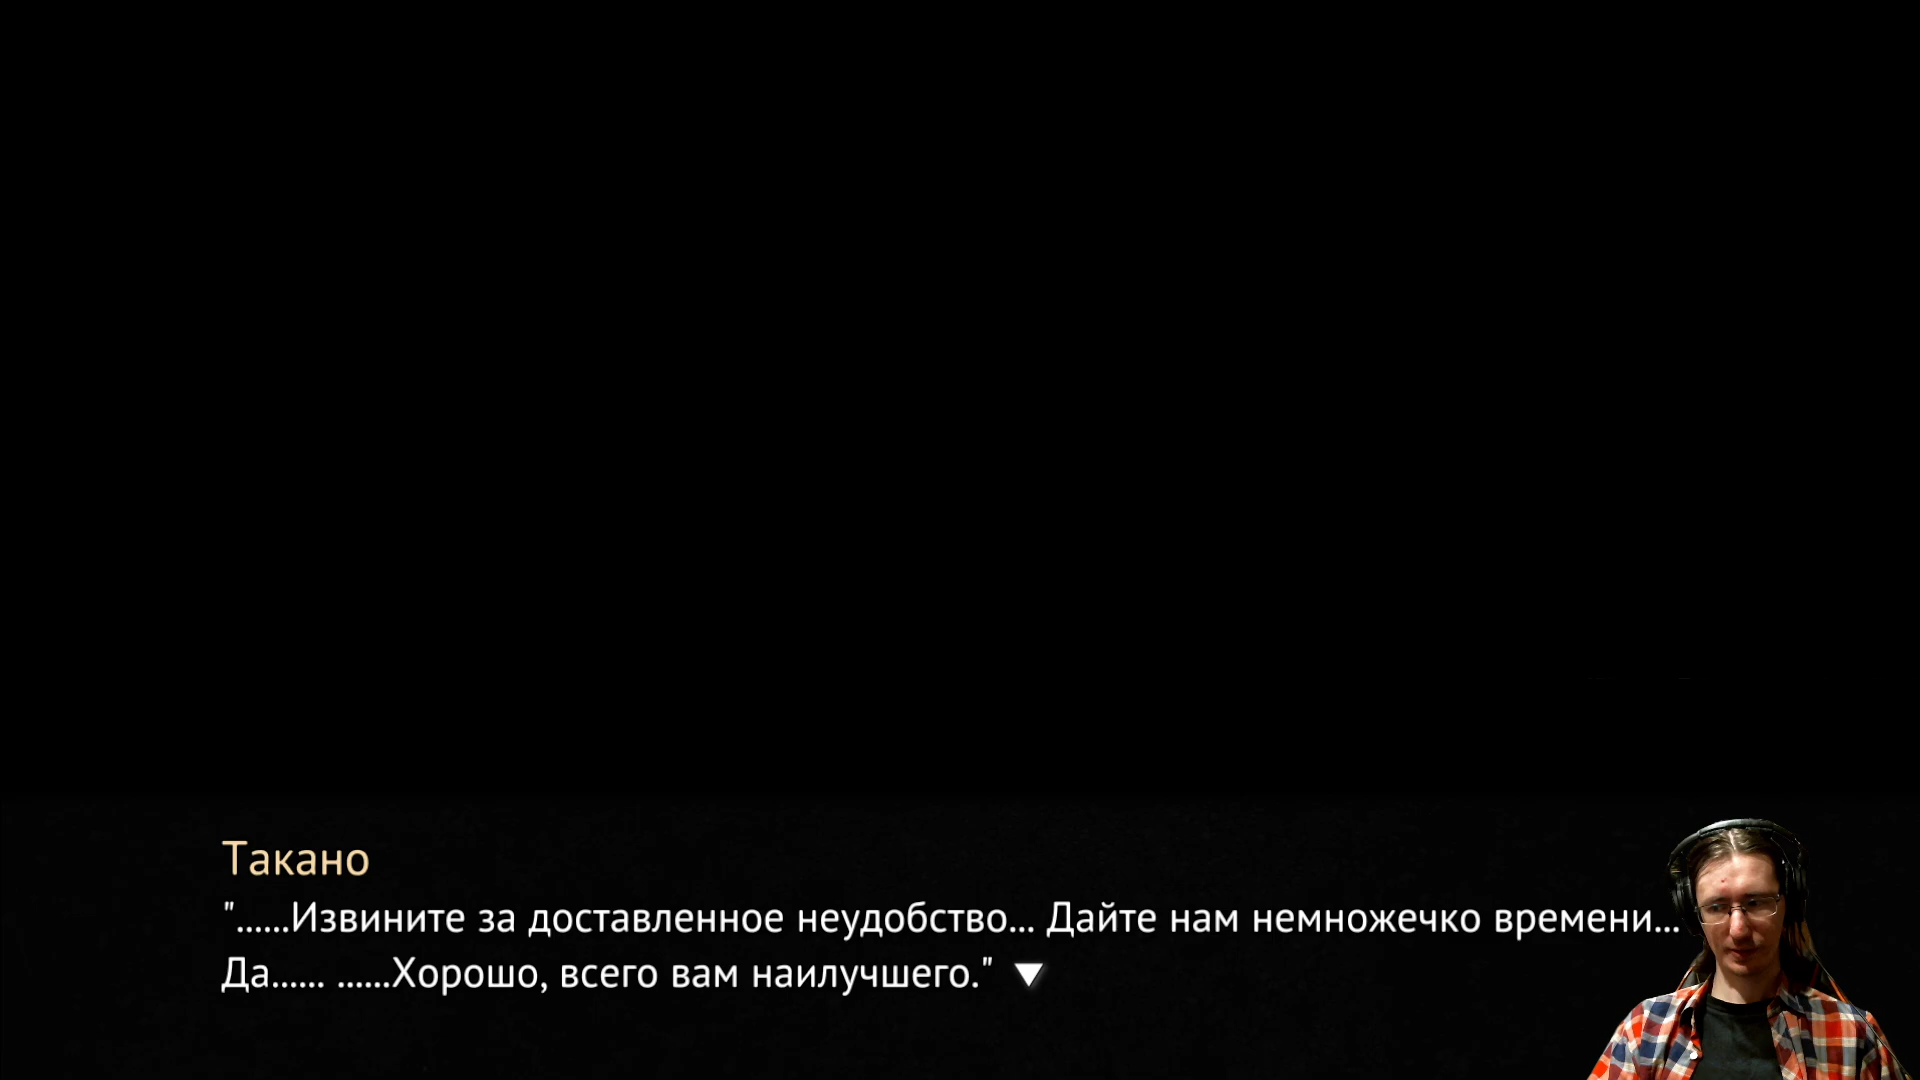 Такано
"......Извините за доставленное неудобство... Дайте нам немножечко времени...
Да...... ......Хорошо, всего вам наилучшего."